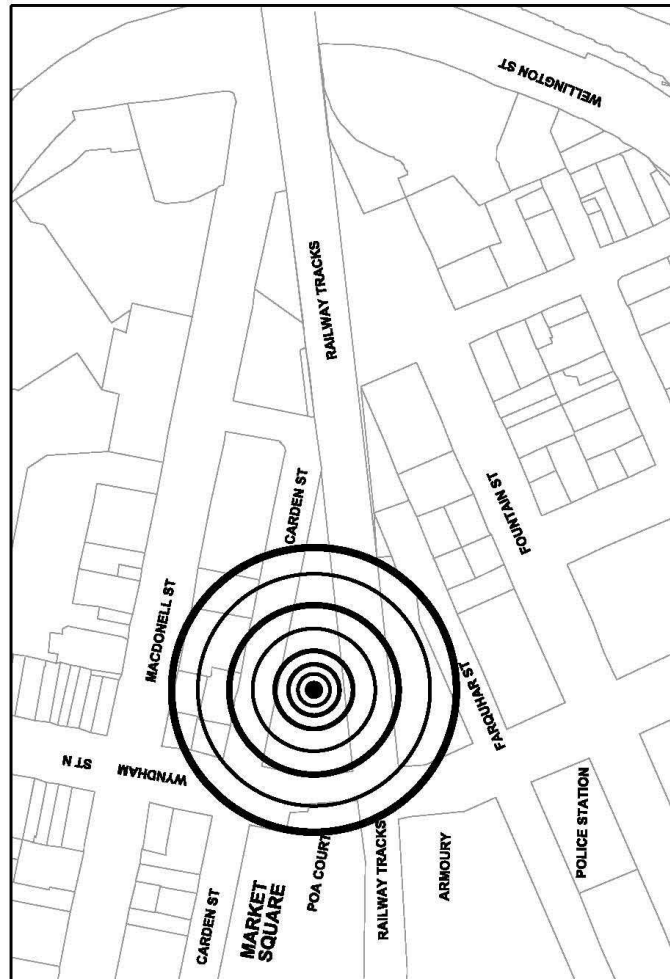 WELLINGTON ST
RAILWAY TRACKS
CARDEN ST
FOUNTAIN ST
MACDONELL ST
FARQUHAR ST
WYNDHAM
ST N
POLICE STATION
POA COURT
RAILWAY TRACKS
ARMOURY
MARKET
SQUARE
CARDEN ST